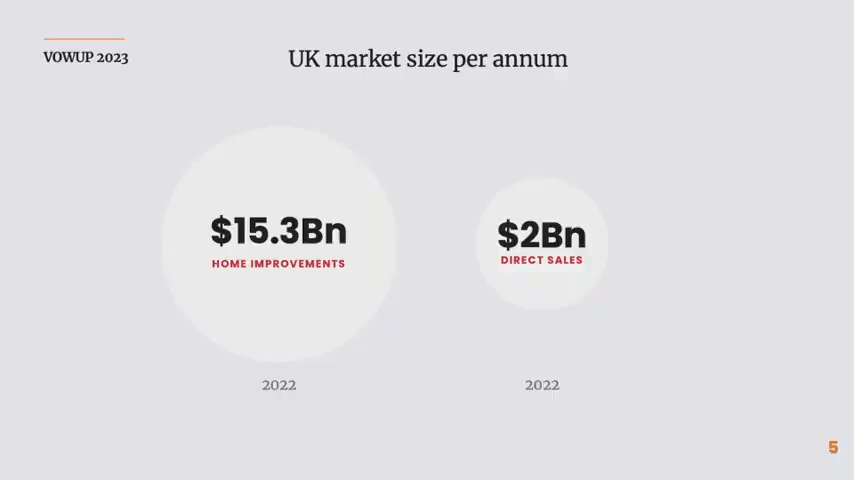 VOWUP 2023
UK market size per annum
$15.3Bn
HOME IMPROVEMENTS
2022
$2Bn
DIRECT SALES
2022
5